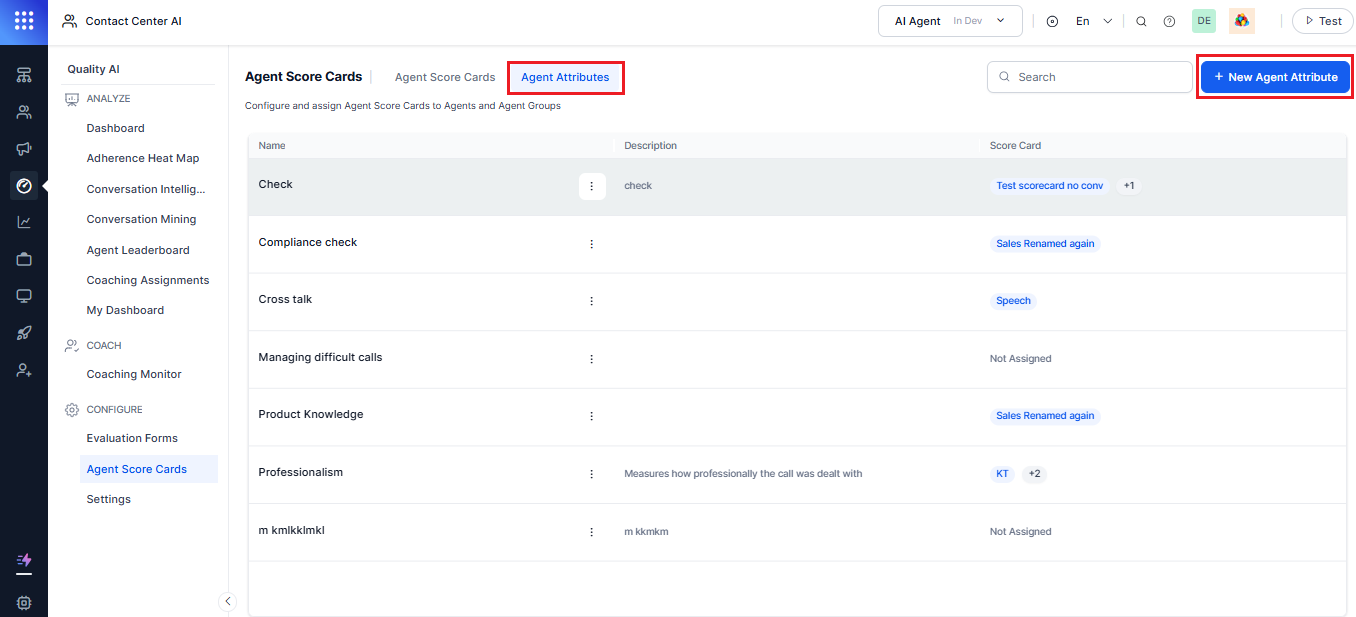 Contact Center AI
AI Agent In Dev
En
DE
Test
Quality AI
ANALYZE
Dashboard
Adherence Heat Map
Conversation Intellig...
Conversation Mining
Agent Leaderboard
Coaching Assignments
My Dashboard
COACH
Coaching Monitor
CONFIGURE
Evaluation Forms
Agent Score Cards
Settings
Agent Score Cards
Agent Score Cards
Agent Attributes
Search
+ New Agent Attribute
Configure and assign Agent Score Cards to Agents and Agent Groups
Name Description Score Card
Check check Test scorecard no conv +1
Compliance check Sales Renamed again
Cross talk Speech
Managing difficult calls Not Assigned
Product Knowledge Sales Renamed again
Professionalism Measures how professionally the call was dealt with KT +2
m kmlkklmkl m kkmkm Not Assigned